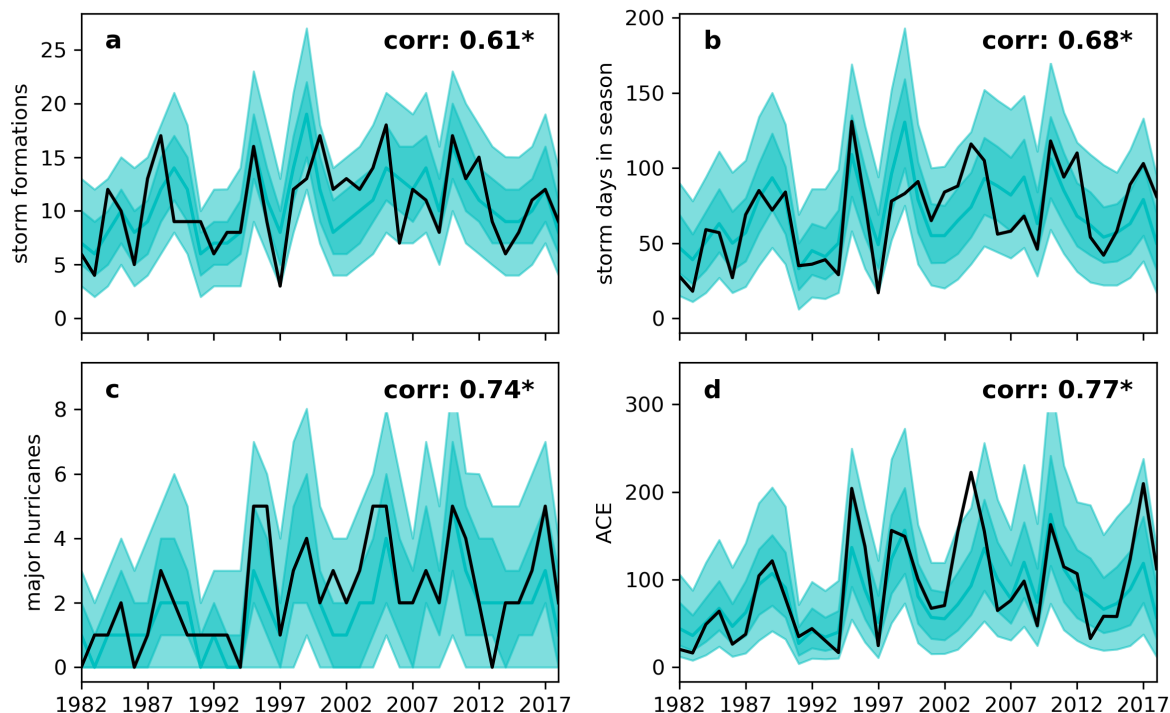 a
corr: 0.61*
storm formations
25
20
15
10
5
0
b
corr: 0.68*
storm days in season
200
150
100
50
0
c
corr: 0.74*
major hurricanes
8
6
4
2
0
1982 1987 1992 1997 2002 2007 2012 2017
d
corr: 0.77*
ACE
300
200
100
0
1982 1987 1992 1997 2002 2007 2012 2017